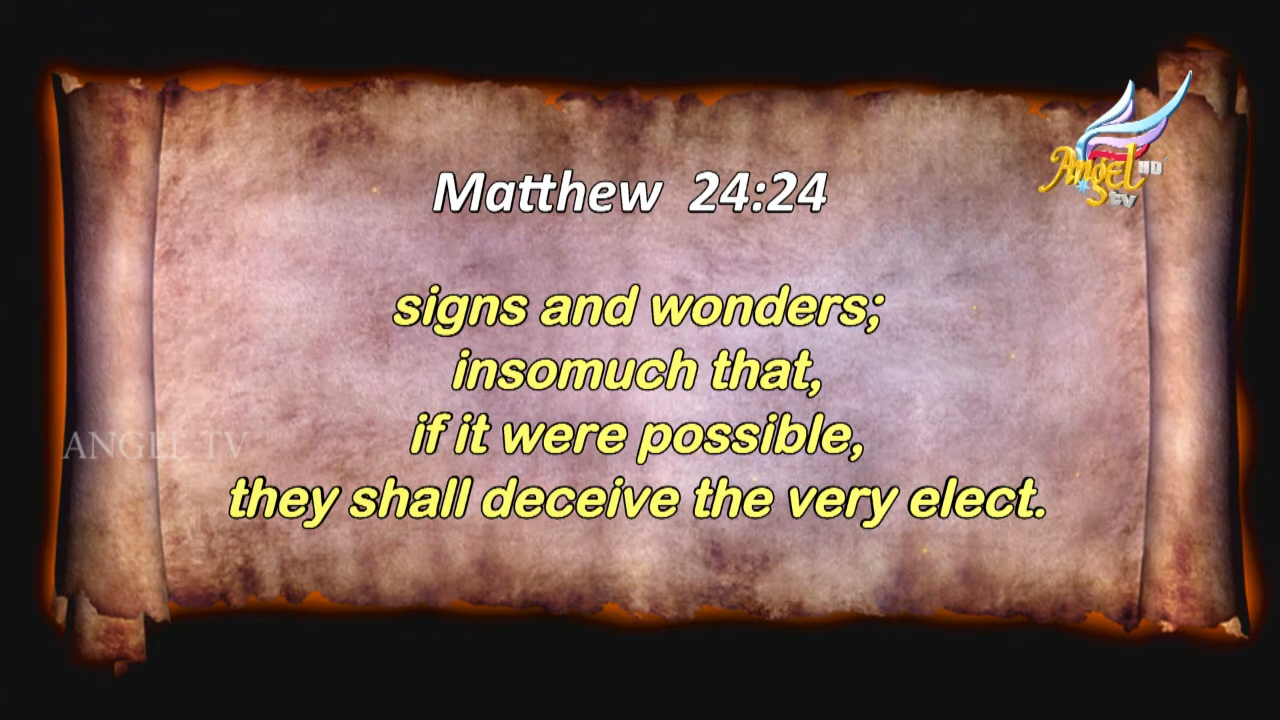 Matthew 24:24
Angel HD
tv
signs and wonders;
insomuch that,
if it were possible,
ANGEL TV
they shall deceive the very elect.